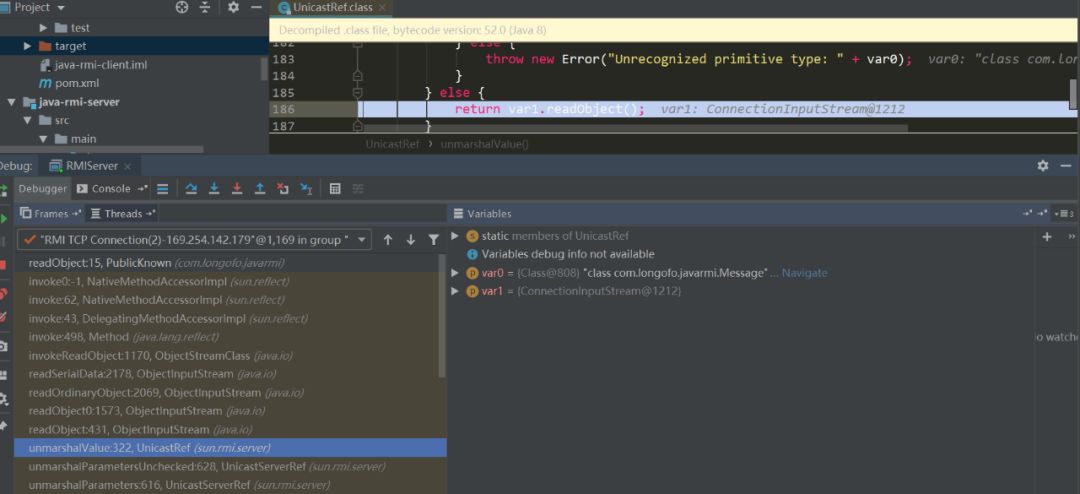 Project
UnicastRef.class
test
target
java-rmi-client.iml
pom.xml
java-rmi-server
src
main
Decompiled .class file, bytecode version: 52.0 (Java 8)
182 } else {
183 throw new Error("Unrecognized primitive type: " + var0); var0: "class com.lon
184 }
185 } else {
186 return var1.readObject(); var1: ConnectionInputStream@1212
187 }
UnicastRef > unmarshalValue()
Debug: RMIServer
Debugger Console
Frames Threads Variables
"RMI TCP Connection(2)-169.254.142.179"@1,169 in group "
readObject:15, PublicKnown (com.longofo.javarmi)
invoke0:-1, NativeMethodAccessorImpl (sun.reflect)
invoke:62, NativeMethodAccessorImpl (sun.reflect)
invoke:43, DelegatingMethodAccessorImpl (sun.reflect)
invoke:498, Method (java.lang.reflect)
invokeReadObject:1170, ObjectStreamClass (java.io)
readSerialData:2178, ObjectInputStream (java.io)
readOrdinaryObject:2069, ObjectInputStream (java.io)
readObject0:1573, ObjectInputStream (java.io)
readObject:431, ObjectInputStream (java.io)
unmarshalValue:322, UnicastRef (sun.rmi.server)
unmarshalParametersUnchecked:628, UnicastServerRef (sun.rmi.server)
unmarshalParameters:616, UnicastServerRef (sun.rmi.server)
static members of UnicastRef
Variables debug info not available
var0 = {Class@808} "class com.longofo.javarmi.Message" ... Navigate
var1 = {ConnectionInputStream@1212}
o watche